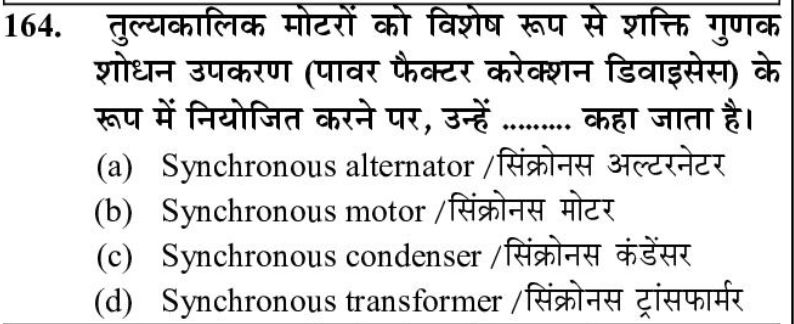 164. तुल्यकालिक मोटरों को विशेष रूप से शक्ति गुणक
शोधन उपकरण (पावर फैक्टर करेक्शन डिवाइसेस) के
रूप में नियोजित करने पर, उन्हें ......... कहा जाता है।
(a) Synchronous alternator /सिंक्रोनस अल्टरनेटर
(b) Synchronous motor /सिंक्रोनस मोटर
(c) Synchronous condenser /सिंक्रोनस कंडेंसर
(d) Synchronous transformer /सिंक्रोनस ट्रांसफार्मर